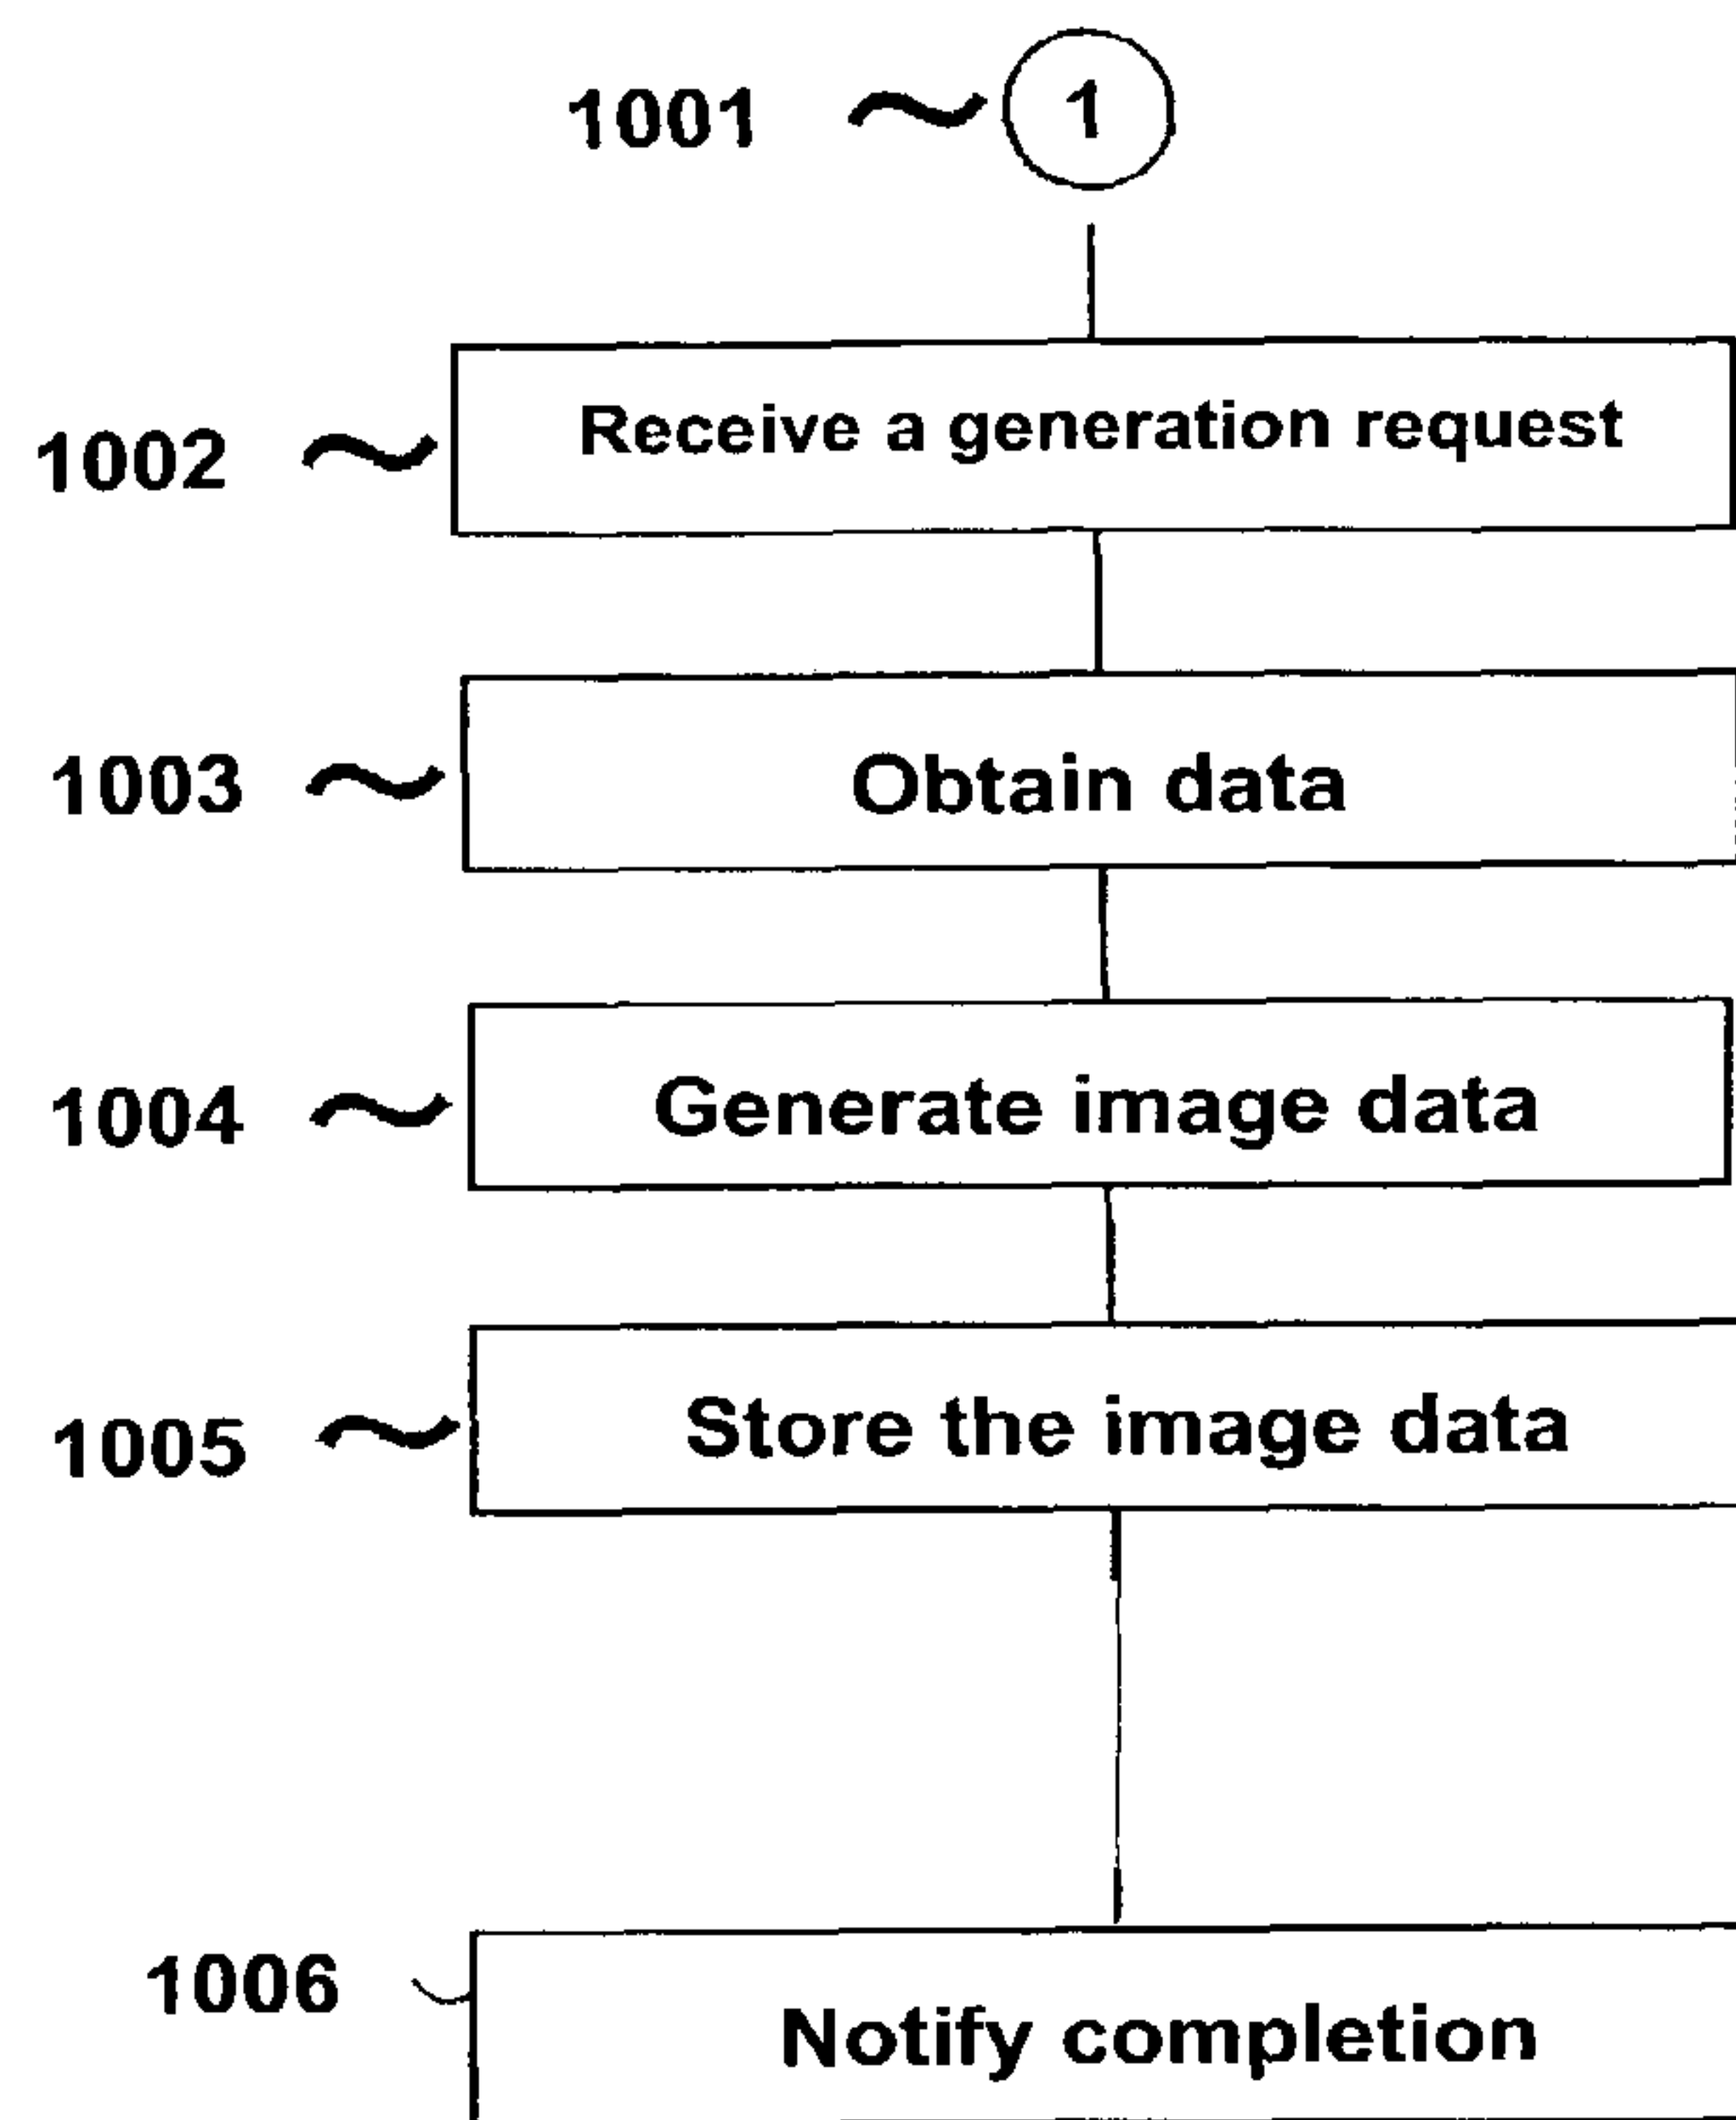 1001 1
1002 Receive a generation request
1003 Obtain data
1004 Generate image data
1005 Store the image data
1006 Notify completion